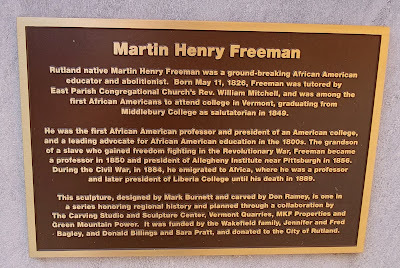 Martin Henry Freeman
Rutland native Martin Henry Freeman was a ground-breaking African American
educator and abolitionist. Born May 11, 1826, Freeman was tutored by
East Parish Congregational Church's Rev. William Mitchell, and was among the
first African Americans to attend college in Vermont, graduating from
Middlebury College as salutatorian in 1849.
He was the first African American professor and president of an American college,
and a leading advocate for African American education in the 1800s. The grandson
of a slave who gained freedom fighting in the Revolutionary War, Freeman became
a professor in 1850 and president of Allegheny Institute near Pittsburgh in 1856.
During the Civil War, in 1864, he emigrated to Africa, where he was a professor
and later president of Liberia College until his death in 1889.
This sculpture, designed by Mark Burnett and carved by Don Ramey, is one in
a series honoring regional history and planned through a collaboration by
The Carving Studio and Sculpture Center, Vermont Quarries, MKF Properties and
Green Mountain Power. It was funded by the Wakefield family, Jennifer and Fred
Bagley, and Donald Billings and Sara Pratt, and donated to the City of Rutland.